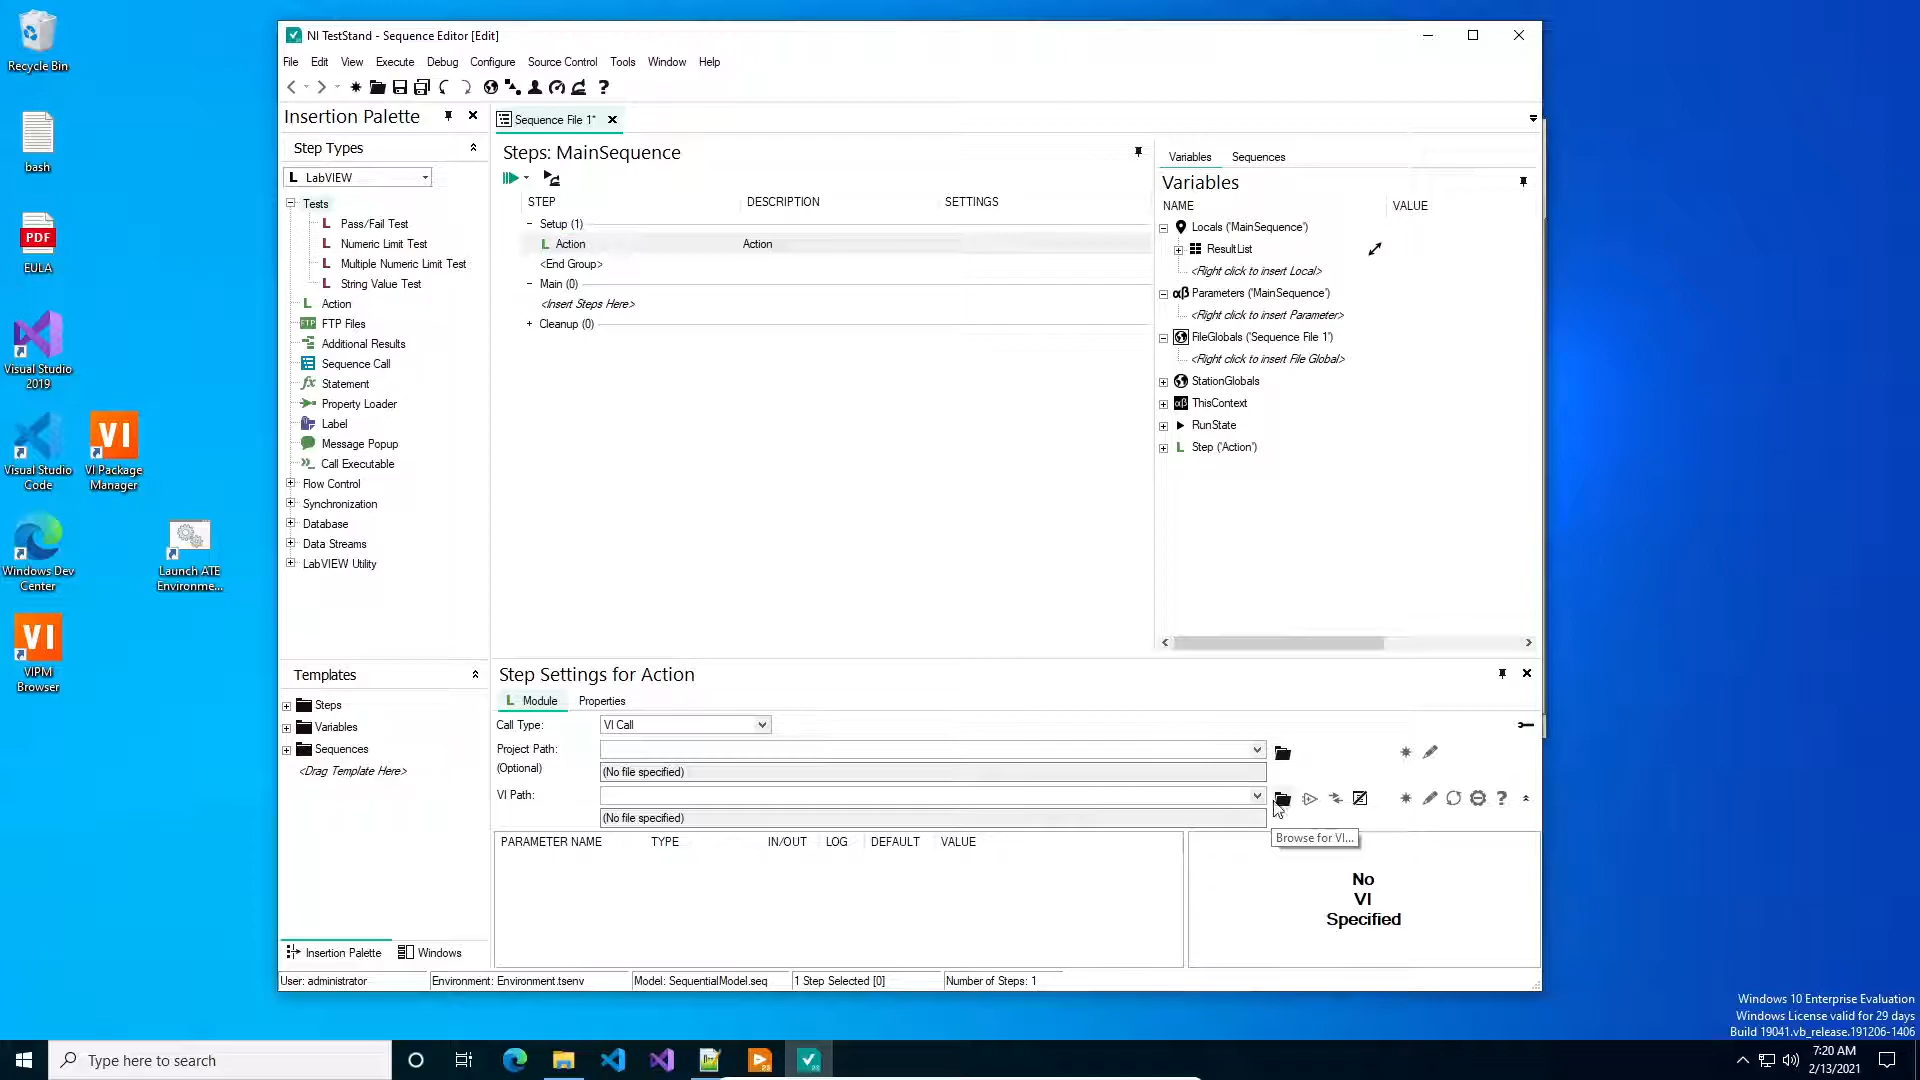 Recycle Bin
bash
PDF
EULA
Visual Studio
2019
Visual Studio
Code
VI
VI Package
Manager
Windows Dev
Center
Launch ATE
Environme...
VI
VIPM
Browser
NI TestStand - Sequence Editor [Edit]
File Edit View Execute Debug Configure Source Control Tools Window Help
Insertion Palette
Step Types
L LabVIEW
Tests
L Pass/Fail Test
L Numeric Limit Test
L Multiple Numeric Limit Test
L String Value Test
L Action
FTP FTP Files
Additional Results
Sequence Call
fx Statement
Property Loader
Label
Message Popup
Call Executable
Flow Control
Synchronization
Database
Data Streams
LabVIEW Utility
Templates
Steps
Variables
Sequences
<Drag Template Here>
Insertion Palette Windows
Sequence File 1*
Steps: MainSequence
STEP DESCRIPTION SETTINGS
Setup (1)
L Action Action
<End Group>
Main (0)
<Insert Steps Here>
Cleanup (0)
Variables Sequences
Variables
NAME VALUE
Locals ('MainSequence')
ResultList
<Right click to insert Local>
αβ Parameters ('MainSequence')
<Right click to insert Parameter>
FileGlobals ('Sequence File 1')
<Right click to insert File Global>
StationGlobals
αβ ThisContext
RunState
L Step ('Action')
Step Settings for Action
L Module Properties
Call Type: VI Call
Project Path:
(Optional) (No file specified)
VI Path:
(No file specified)
Browse for VI...
PARAMETER NAME TYPE IN/OUT LOG DEFAULT VALUE
No
VI
Specified
User: administrator Environment: Environment.tsenv Model: SequentialModel.seq 1 Step Selected [0] Number of Steps: 1
Windows 10 Enterprise Evaluation
Windows License valid for 29 days
Build 19041.vb_release.191206-1406
Type here to search
7:20 AM
2/13/2021